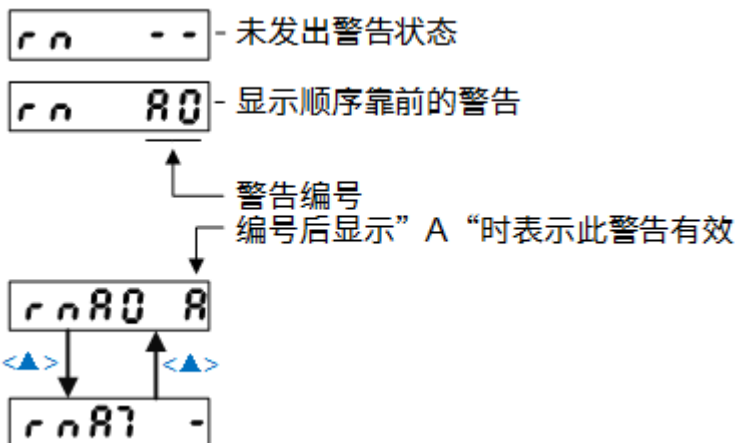 rn -- - 未发出警告状态
rn A0 - 显示顺序靠前的警告
警告编号
编号后显示”A“时表示此警告有效
rnA0 A
<▲> <▲>
rnA7 -